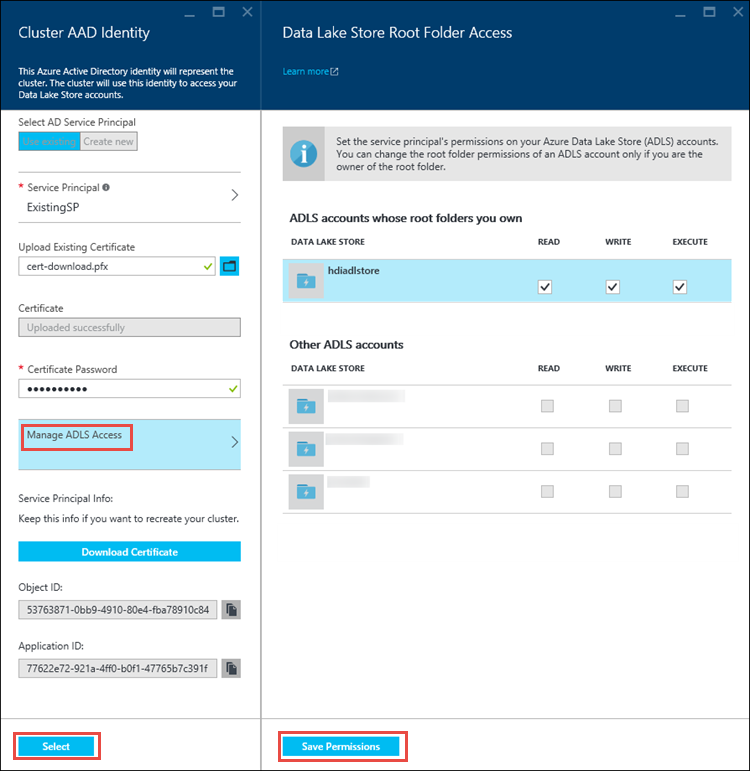 Cluster AAD Identity
This Azure Active Directory identity will represent the
cluster. The cluster will use this identity to access your
Data Lake Store accounts.
Select AD Service Principal
Use existing Create new
* Service Principal
ExistingSP
Upload Existing Certificate
cert-download.pfx
Certificate
Uploaded successfully
* Certificate Password
Manage ADLS Access
Service Principal Info:
Keep this info if you want to recreate your cluster.
Download Certificate
Object ID:
53763871-0bb9-4910-80e4-fba78910c84
Application ID:
77622e72-921a-4ff0-b0f1-47765b7c391f
Select
Data Lake Store Root Folder Access
Learn more
Set the service principal's permissions on your Azure Data Lake Store (ADLS) accounts.
You can change the root folder permissions of an ADLS account only if you are the
owner of the root folder.
ADLS accounts whose root folders you own
DATA LAKE STORE READ WRITE EXECUTE
hdiadlstore
Other ADLS accounts
DATA LAKE STORE READ WRITE EXECUTE
Save Permissions